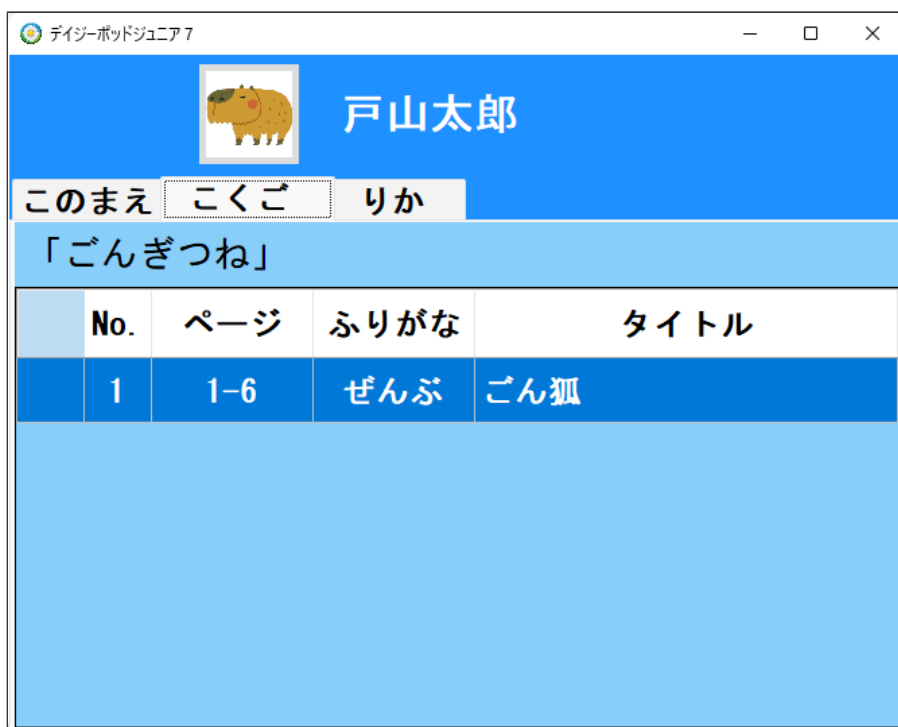 デイジーポッドジュニア7
戸山太郎
このまえ こくご りか
「ごんぎつね」
No. ページ ふりがな タイトル
1 1-6 ぜんぶ ごん狐